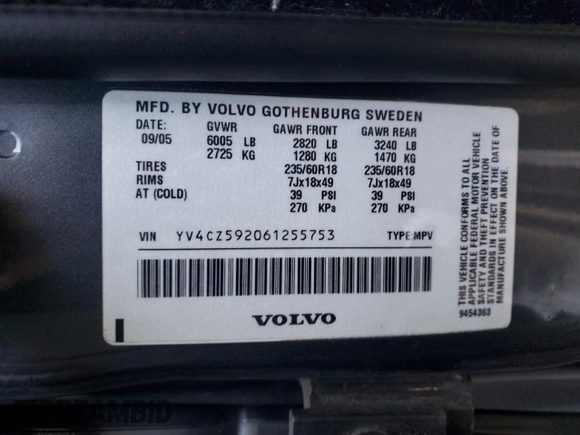 MFD. BY VOLVO GOTHENBURG SWEDEN
DATE: GVWR GAWR FRONT GAWR REAR
09/05 6005 LB 2820 LB 3240 LB
2725 KG 1280 KG 1470 KG
TIRES 235/60R18 235/60R18
RIMS 7Jx18x49 7Jx18x49
AT (COLD) 39 PSI 39 PSI
270 KPa 270 KPa
VIN YV4CZ592061255753 TYPE:MPV
VOLVO
THIS VEHICLE CONFORMS TO ALL
APPLICABLE FEDERAL MOTOR VEHICLE
SAFETY AND THEFT PREVENTION
STANDARDS IN EFFECT ON THE DATE OF
MANUFACTURE SHOWN ABOVE.
9454363